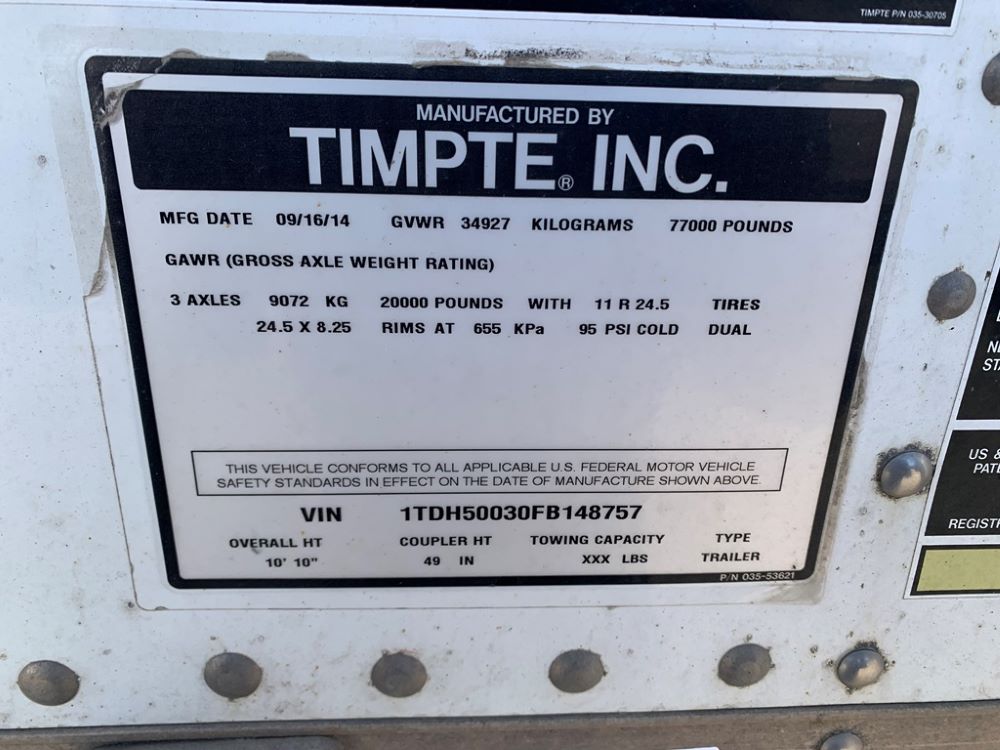 TIMPTE P/N 035-30705
MANUFACTURED BY
TIMPTE® INC.
MFG DATE 09/16/14 GVWR 34927 KILOGRAMS 77000 POUNDS
GAWR (GROSS AXLE WEIGHT RATING)
3 AXLES 9072 KG 20000 POUNDS WITH 11 R 24.5 TIRES
24.5 X 8.25 RIMS AT 655 KPa 95 PSI COLD DUAL
THIS VEHICLE CONFORMS TO ALL APPLICABLE U.S. FEDERAL MOTOR VEHICLE
SAFETY STANDARDS IN EFFECT ON THE DATE OF MANUFACTURE SHOWN ABOVE.
VIN 1TDH50030FB148757
OVERALL HT COUPLER HT TOWING CAPACITY TYPE
10' 10" 49 IN XXX LBS TRAILER
P/N 035-53621
US &